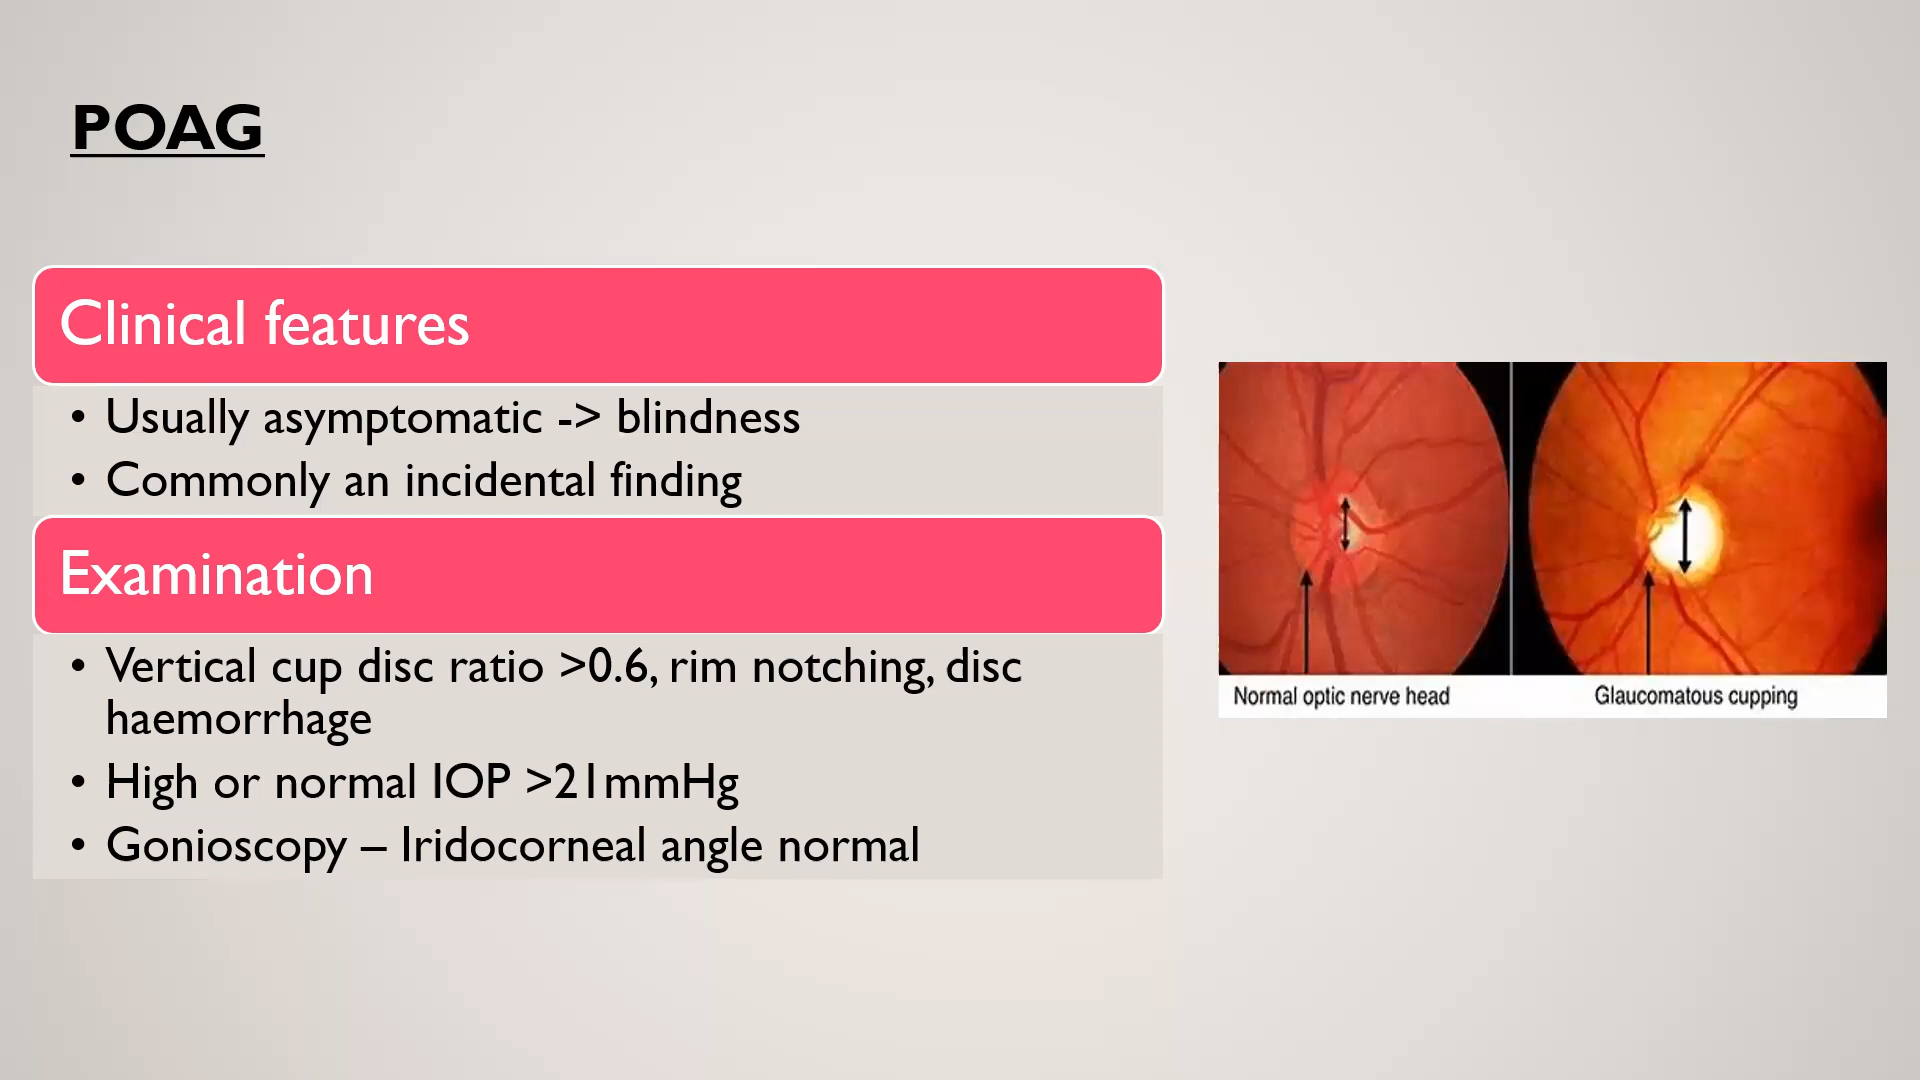 POAG
Clinical features
• Usually asymptomatic -> blindness
• Commonly an incidental finding
Examination
• Vertical cup disc ratio >0.6, rim notching, disc
haemorrhage
• High or normal IOP >21mmHg
• Gonioscopy – Iridocorneal angle normal
Normal optic nerve head
Glaucomatous cupping